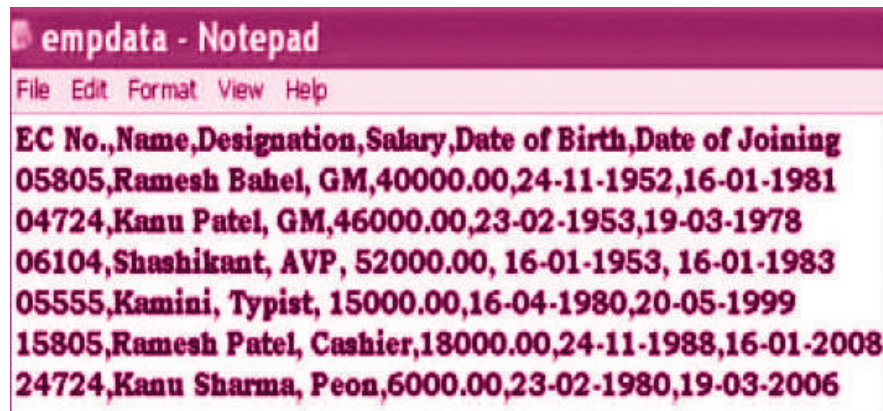 empdata - Notepad
File Edit Format View Help
EC No.,Name,Designation,Salary,Date of Birth,Date of Joining
05805,Ramesh Bahel, GM,40000.00,24-11-1952,16-01-1981
04724,Kanu Patel, GM,46000.00,23-02-1953,19-03-1978
06104,Shashikant, AVP, 52000.00, 16-01-1953, 16-01-1983
05555,Kamini, Typist, 15000.00,16-04-1980,20-05-1999
15805,Ramesh Patel, Cashier,18000.00,24-11-1988,16-01-2008
24724,Kanu Sharma, Peon,6000.00,23-02-1980,19-03-2006